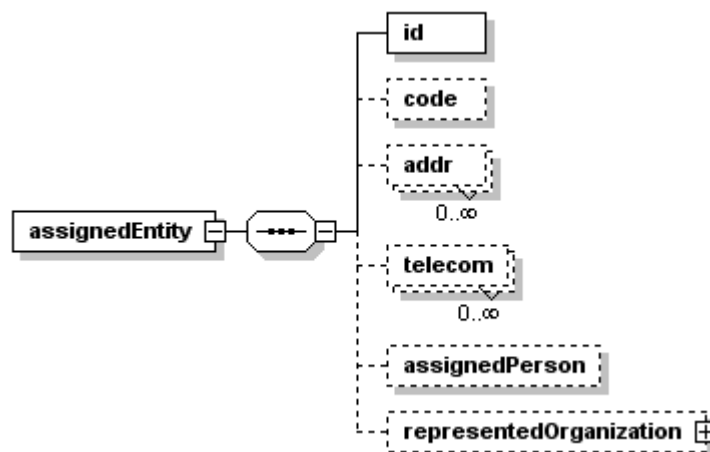 id
code
addr
0..∞
assignedEntity
telecom
0..∞
assignedPerson
representedOrganization